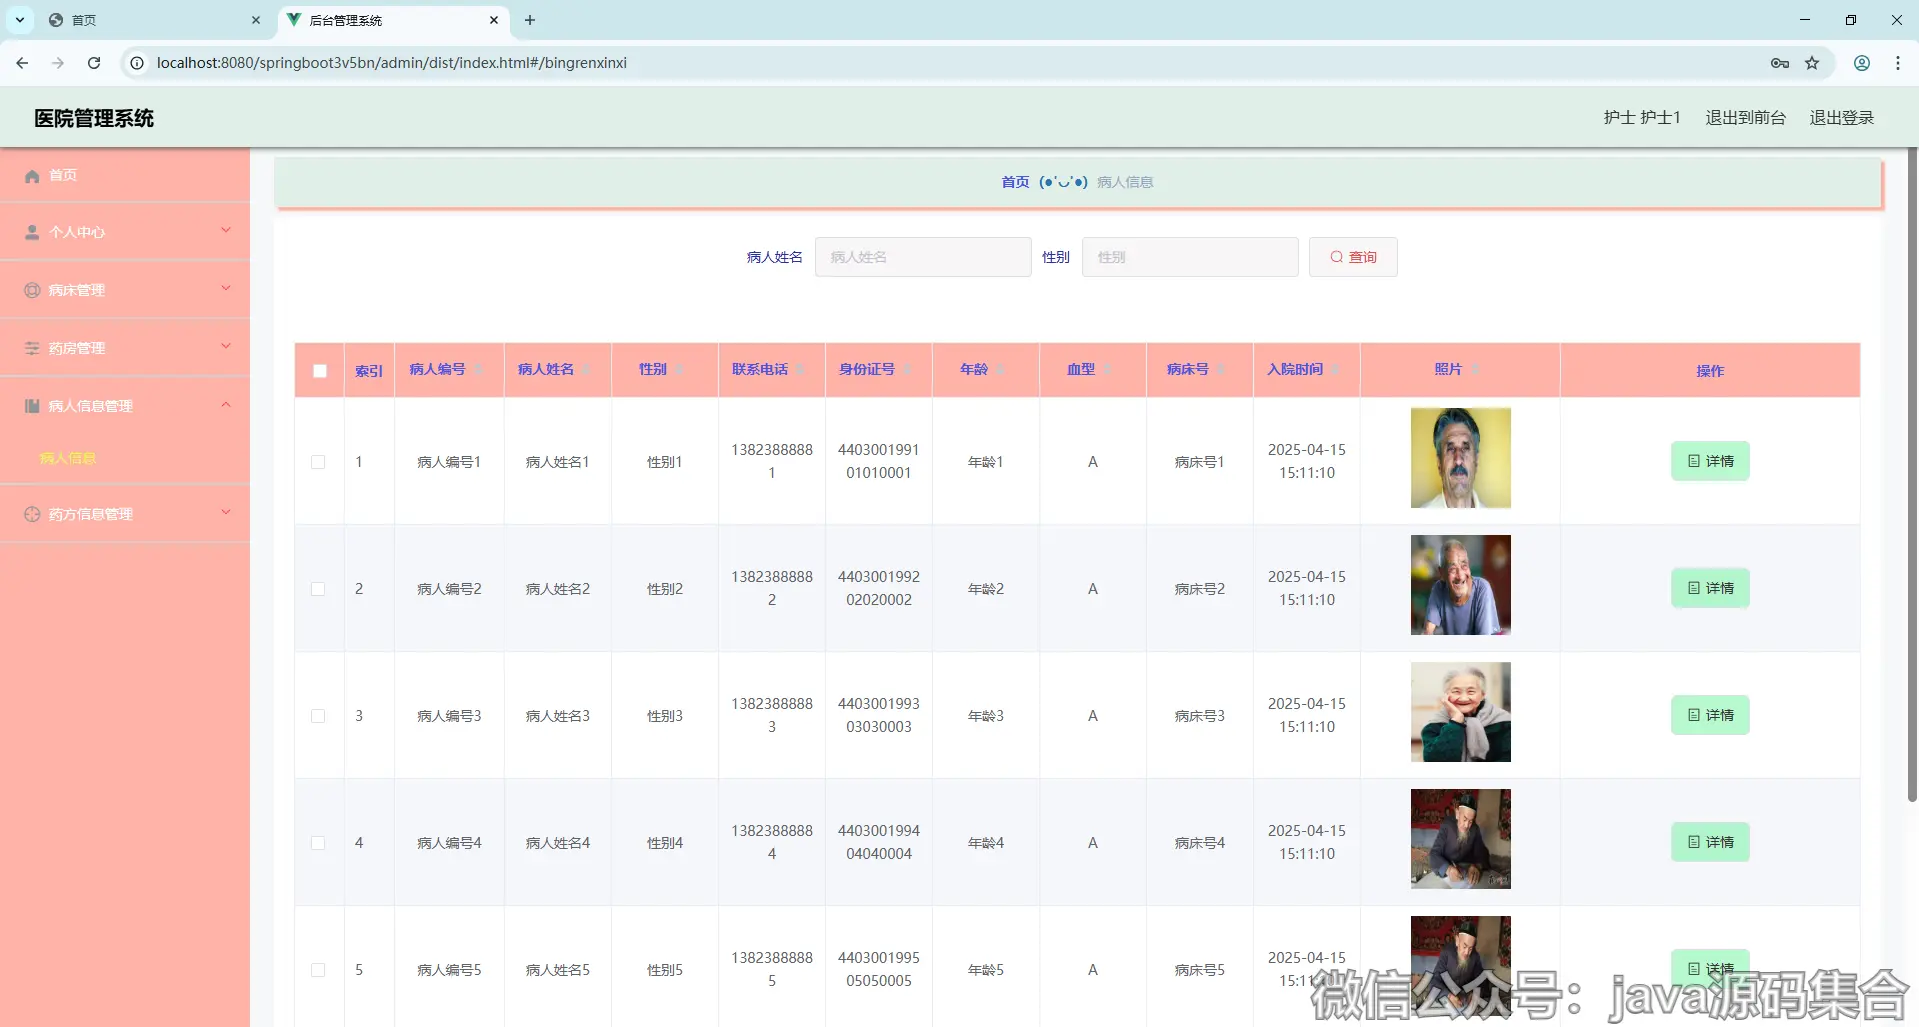 首页
后台管理系统
localhost:8080/springboot3v5bn/admin/dist/index.html#/bingrenxinxi
医院管理系统
护士 护士1 退出到前台 退出登录
首页
个人中心
病床管理
药房管理
病人信息管理
病人信息
药方信息管理
首页 (●'◡'●) 病人信息
病人姓名 病人姓名 性别 性别 查询
索引 病人编号 病人姓名 性别 联系电话 身份证号 年龄 血型 病床号 入院时间 照片 操作
1 病人编号1 病人姓名1 性别1 13823888881 440300199101010001 年龄1 A 病床号1 2025-04-15 15:11:10 详情
2 病人编号2 病人姓名2 性别2 13823888882 440300199202020002 年龄2 A 病床号2 2025-04-15 15:11:10 详情
3 病人编号3 病人姓名3 性别3 13823888883 440300199303030003 年龄3 A 病床号3 2025-04-15 15:11:10 详情
4 病人编号4 病人姓名4 性别4 13823888884 440300199404040004 年龄4 A 病床号4 2025-04-15 15:11:10 详情
5 病人编号5 病人姓名5 性别5 13823888885 440300199505050005 年龄5 A 病床号5 2025-04-15 详情
微信公众号：java源码集合